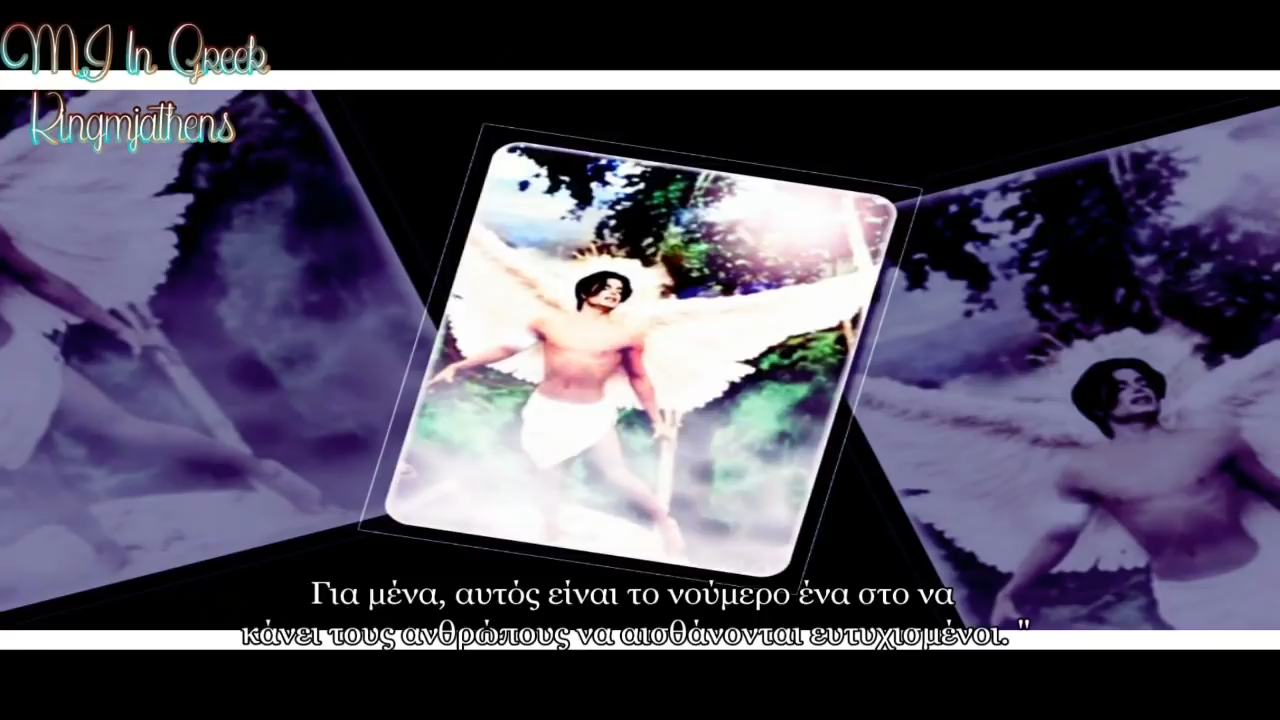 MJ In Greek
Kingmjathens
Για μένα, αυτός είναι το νούμερο ένα στο να
κάνει τους ανθρώπους να αισθάνονται ευτυχισμένοι. "